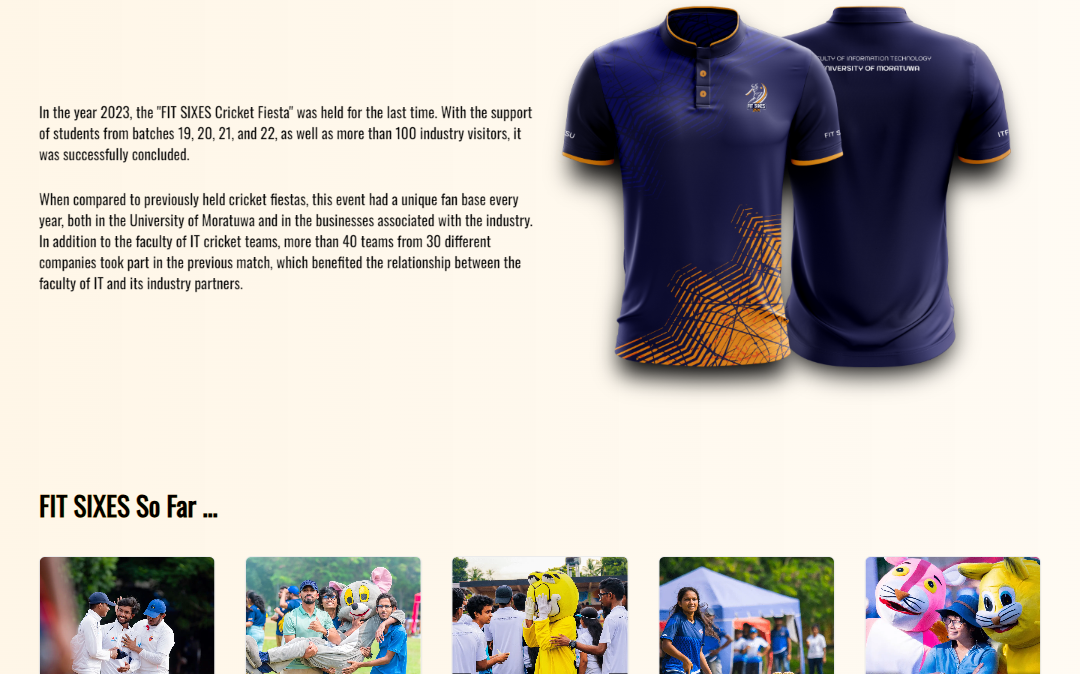 In the year 2023, the "FIT SIXES Cricket Fiesta" was held for the last time. With the support
of students from batches 19, 20, 21, and 22, as well as more than 100 industry visitors, it
was successfully concluded.
When compared to previously held cricket fiestas, this event had a unique fan base every
year, both in the University of Moratuwa and in the businesses associated with the industry.
In addition to the faculty of IT cricket teams, more than 40 teams from 30 different
companies took part in the previous match, which benefited the relationship between the
faculty of IT and its industry partners.
ULTY OF INFORMATION TECHNOLOGY
NIVERSITY OF MORATUWA
FIT SIXES
SU
FIT S
ITF
FIT SIXES So Far ...